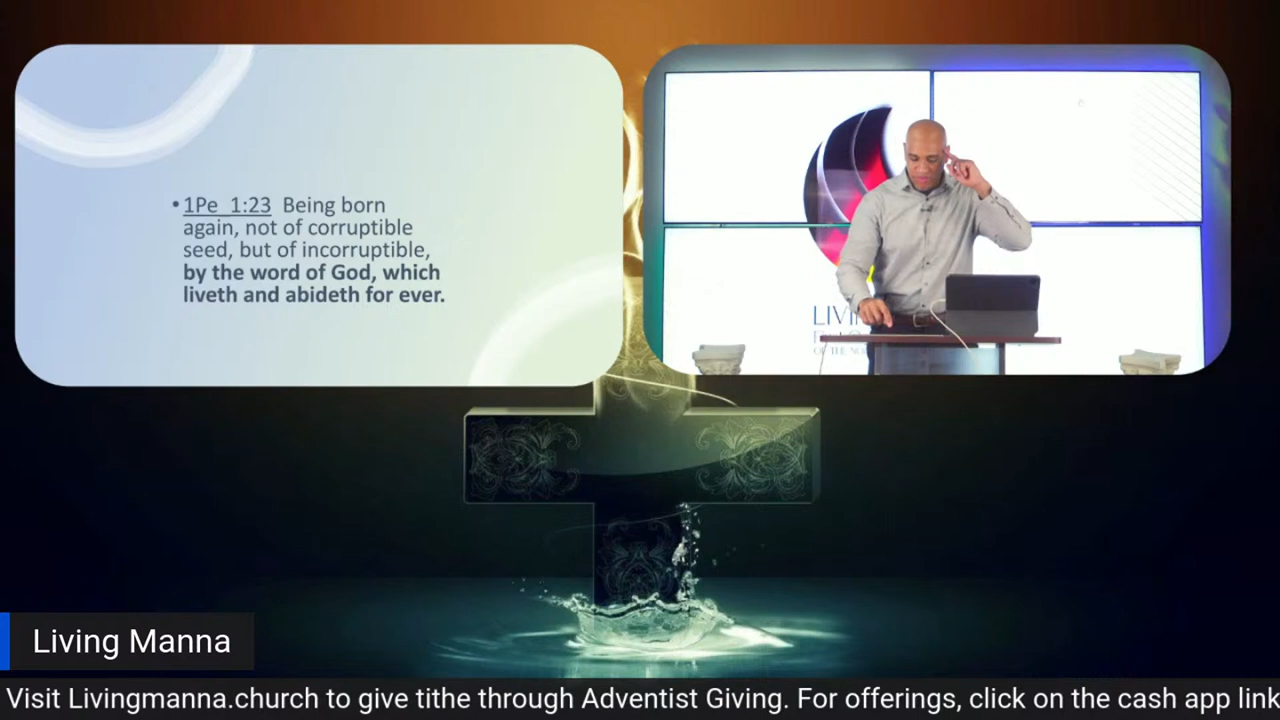 • 1Pe 1:23 Being born
again, not of corruptible
seed, but of incorruptible,
by the word of God, which
liveth and abideth for ever.
LIVI
Living Manna
Visit Livingmanna.church to give tithe through Adventist Giving. For offerings, click on the cash app link